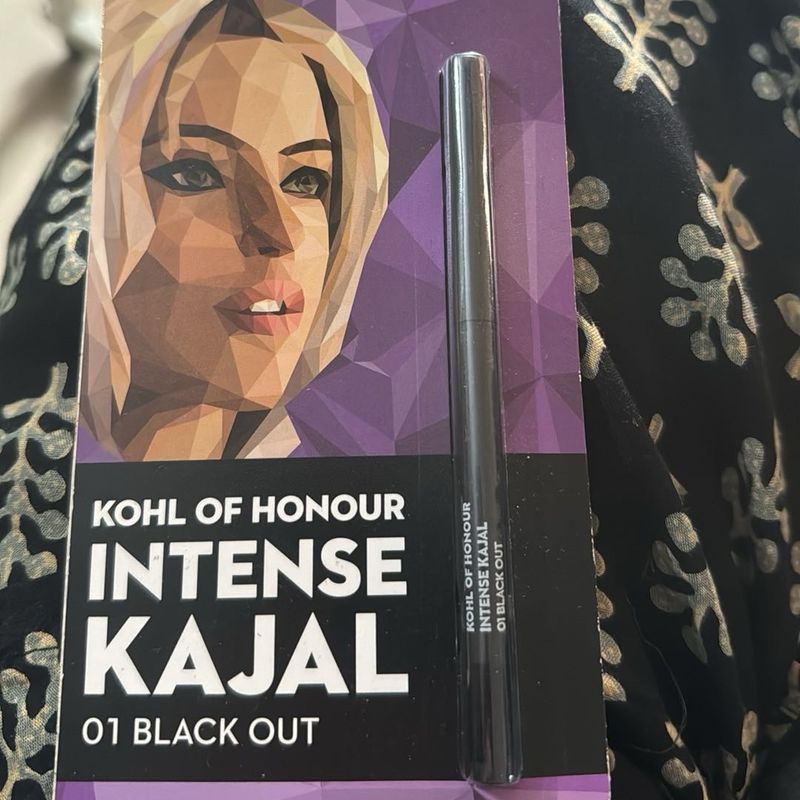 KOHL OF HONOUR
INTENSE
KAJAL
01 BLACK OUT
KOHL OF HONOUR
INTENSE KAJAL
01 BLACK OUT